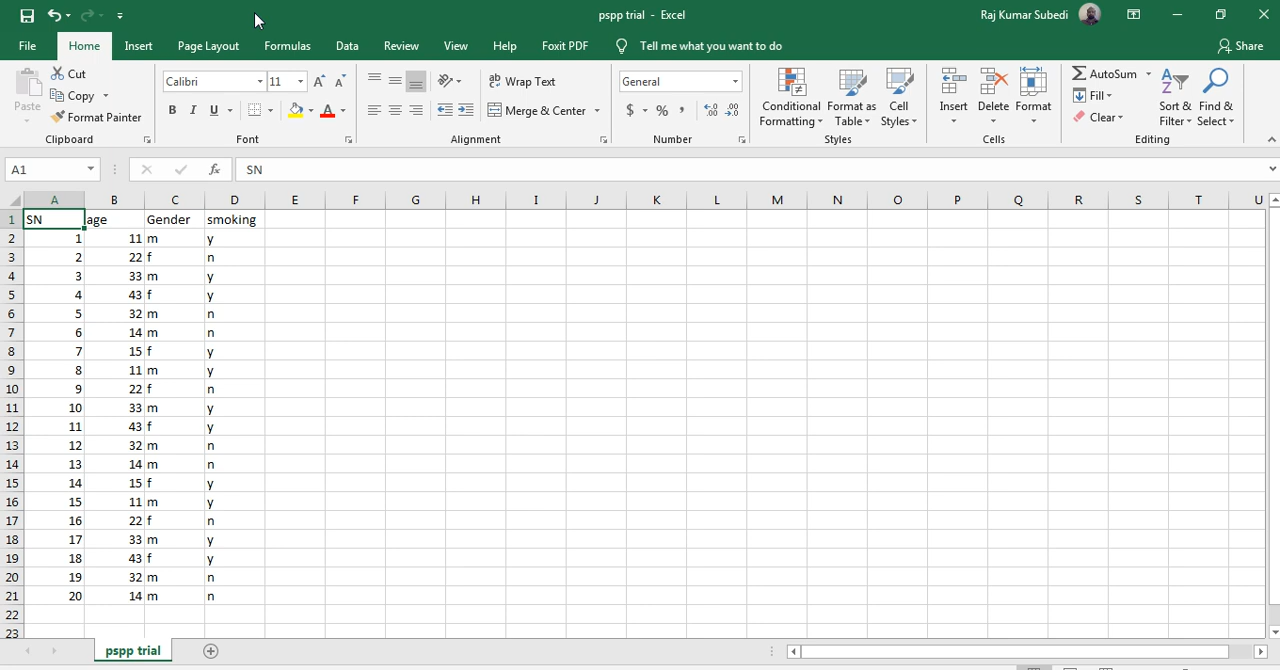 pspp trial - Excel
Raj Kumar Subedi
File Home Insert Page Layout Formulas Data Review View Help Foxit PDF Tell me what you want to do Share
Paste
Cut
Copy
Format Painter
Clipboard
Calibri 11
B I U
Font
Wrap Text
Merge & Center
Alignment
General
$ % ,
Number
Conditional Formatting
Format as Table
Cell Styles
Styles
Insert Delete Format
Cells
AutoSum
Fill
Clear
Sort & Filter
Find & Select
Editing
A1 fx SN
A B C D E F G H I J K L M N O P Q R S T U
1 SN age Gender smoking
2 1 11 m y
3 2 22 f n
4 3 33 m y
5 4 43 f y
6 5 32 m n
7 6 14 m n
8 7 15 f y
9 8 11 m y
10 9 22 f n
11 10 33 m y
12 11 43 f y
13 12 32 m n
14 13 14 m n
15 14 15 f y
16 15 11 m y
17 16 22 f n
18 17 33 m y
19 18 43 f y
20 19 32 m n
21 20 14 m n
22
23
pspp trial